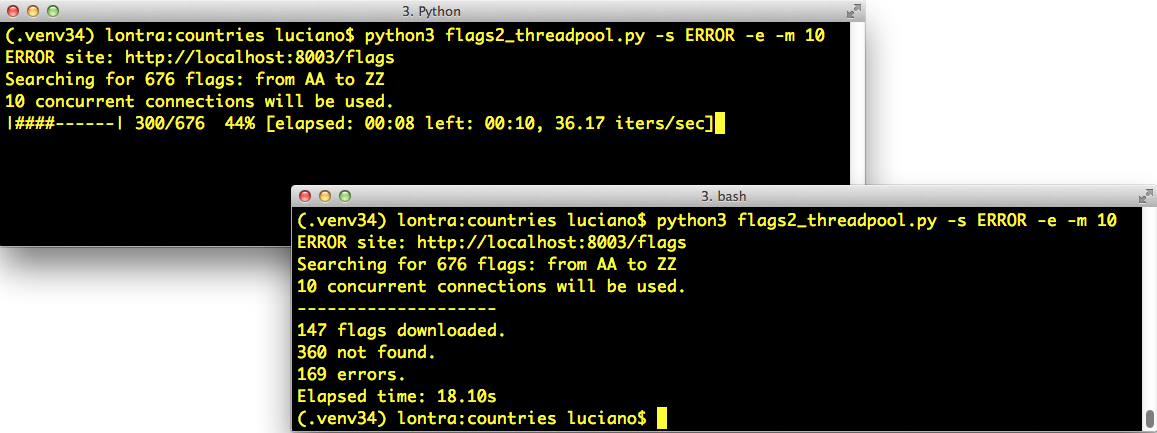 3. Python
(.venv34) lontra:countries luciano$ python3 flags2_threadpool.py -s ERROR -e -m 10
ERROR site: http://localhost:8003/flags
Searching for 676 flags: from AA to ZZ
10 concurrent connections will be used.
|####------| 300/676  44% [elapsed: 00:08 left: 00:10, 36.17 iters/sec]
3. bash
(.venv34) lontra:countries luciano$ python3 flags2_threadpool.py -s ERROR -e -m 10
ERROR site: http://localhost:8003/flags
Searching for 676 flags: from AA to ZZ
10 concurrent connections will be used.
--------------------
147 flags downloaded.
360 not found.
169 errors.
Elapsed time: 18.10s
(.venv34) lontra:countries luciano$